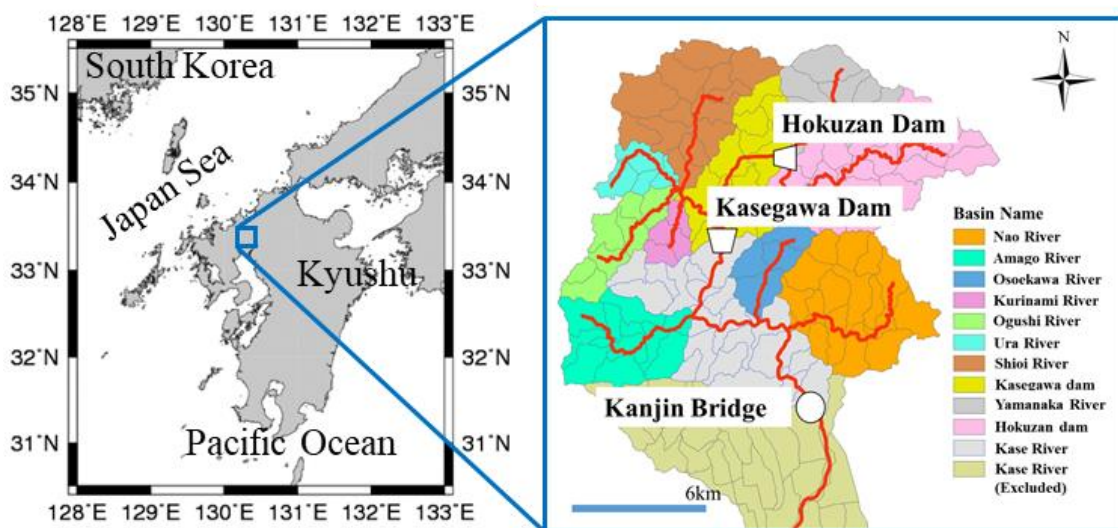 128°E 129°E 130°E 131°E 132°E 133°E
South Korea
35°N 35°N
34°N 34°N
Japan Sea
33°N 33°N
Kyushu
32°N 32°N
31°N 31°N
Pacific Ocean
128°E 129°E 130°E 131°E 132°E 133°E
N
Hokuzan Dam
Kasegawa Dam
Kanjin Bridge
6km
Basin Name
Nao River
Amago River
Osoekawa River
Kurinami River
Ogushi River
Ura River
Shioi River
Kasegawa dam
Yamanaka River
Hokuzan dam
Kase River
Kase River
(Excluded)